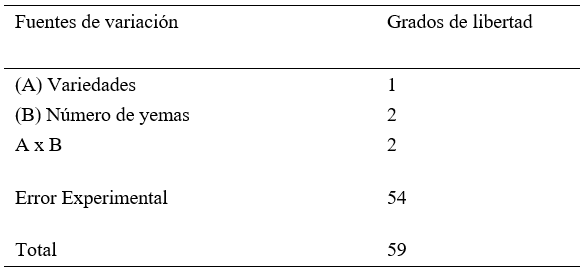 Fuentes de variación Grados de libertad
(A) Variedades 1
(B) Número de yemas 2
A x B 2
Error Experimental 54
Total 59